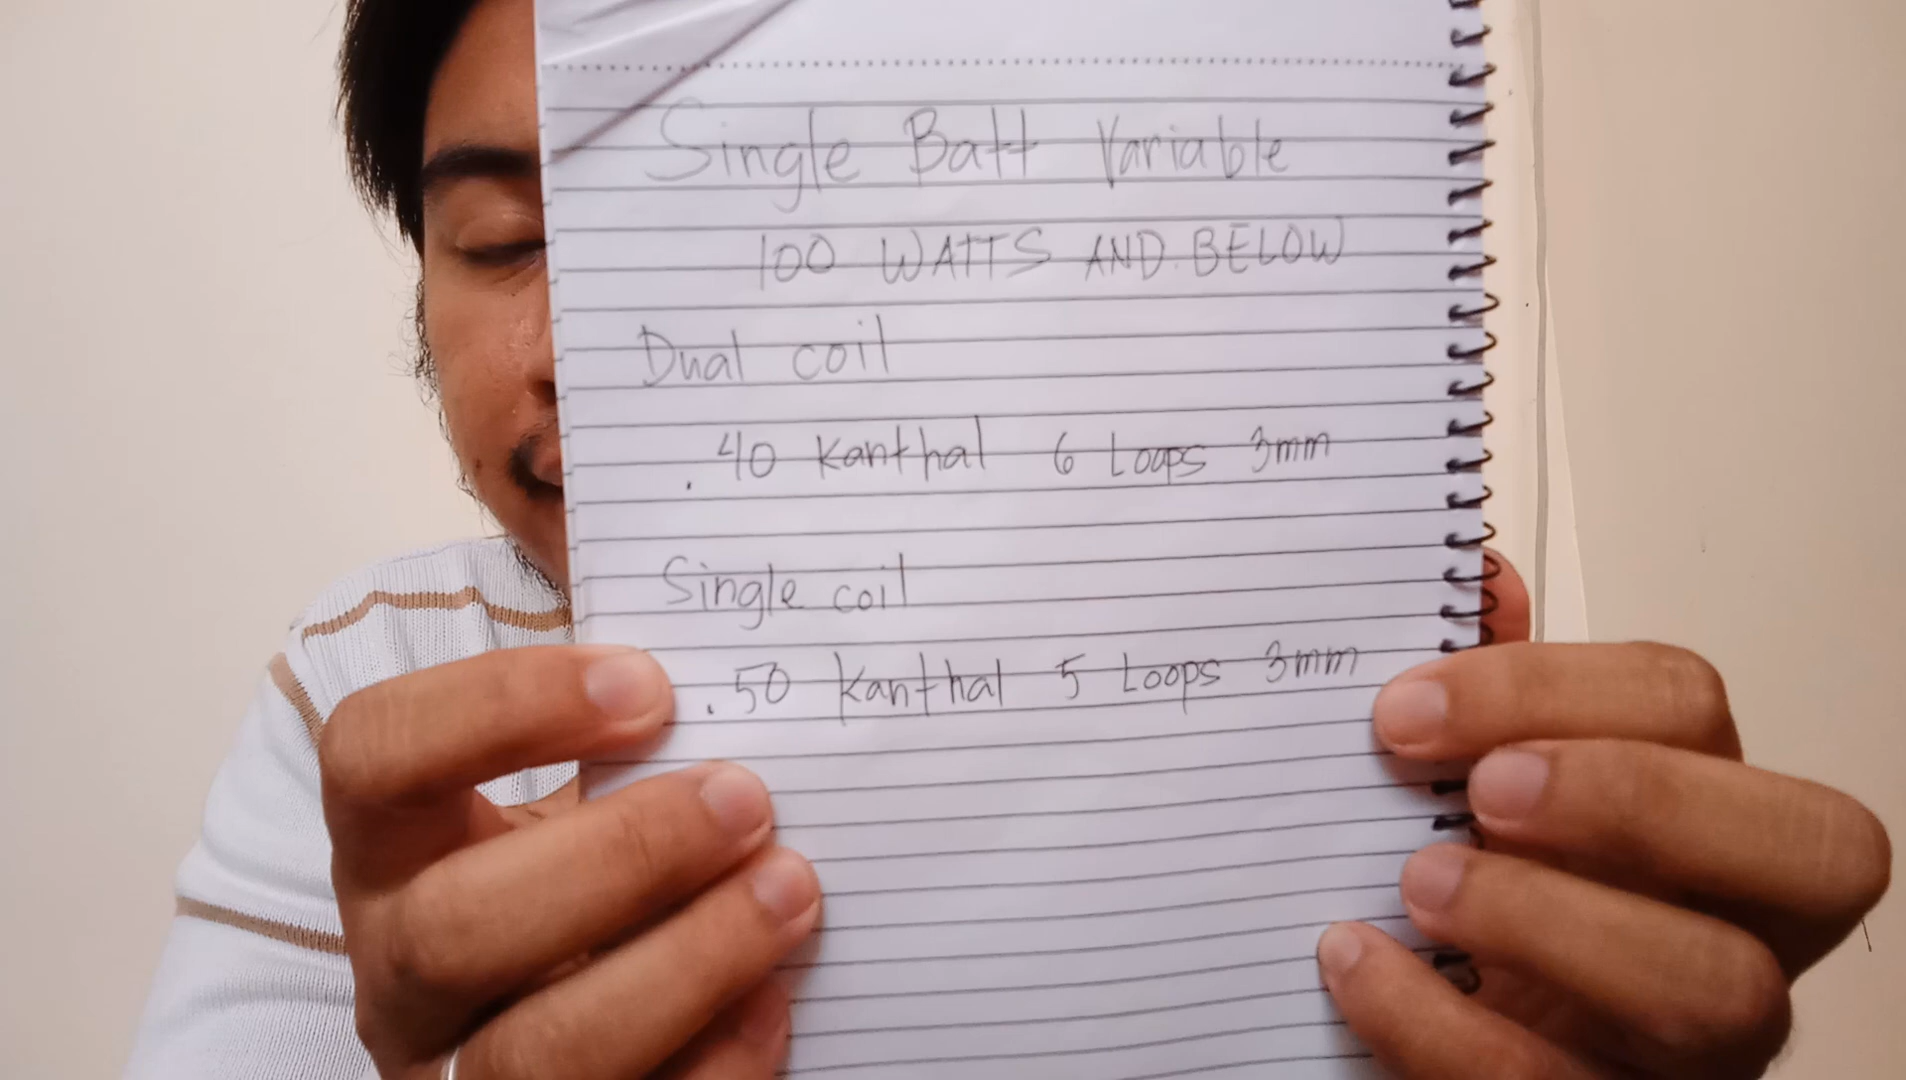 Single Batt Variable
100 WATTS AND BELOW
Dual coil
.40 Kanthal 6 Loops 3mm
Single coil
.50 Kanthal 5 Loops 3mm